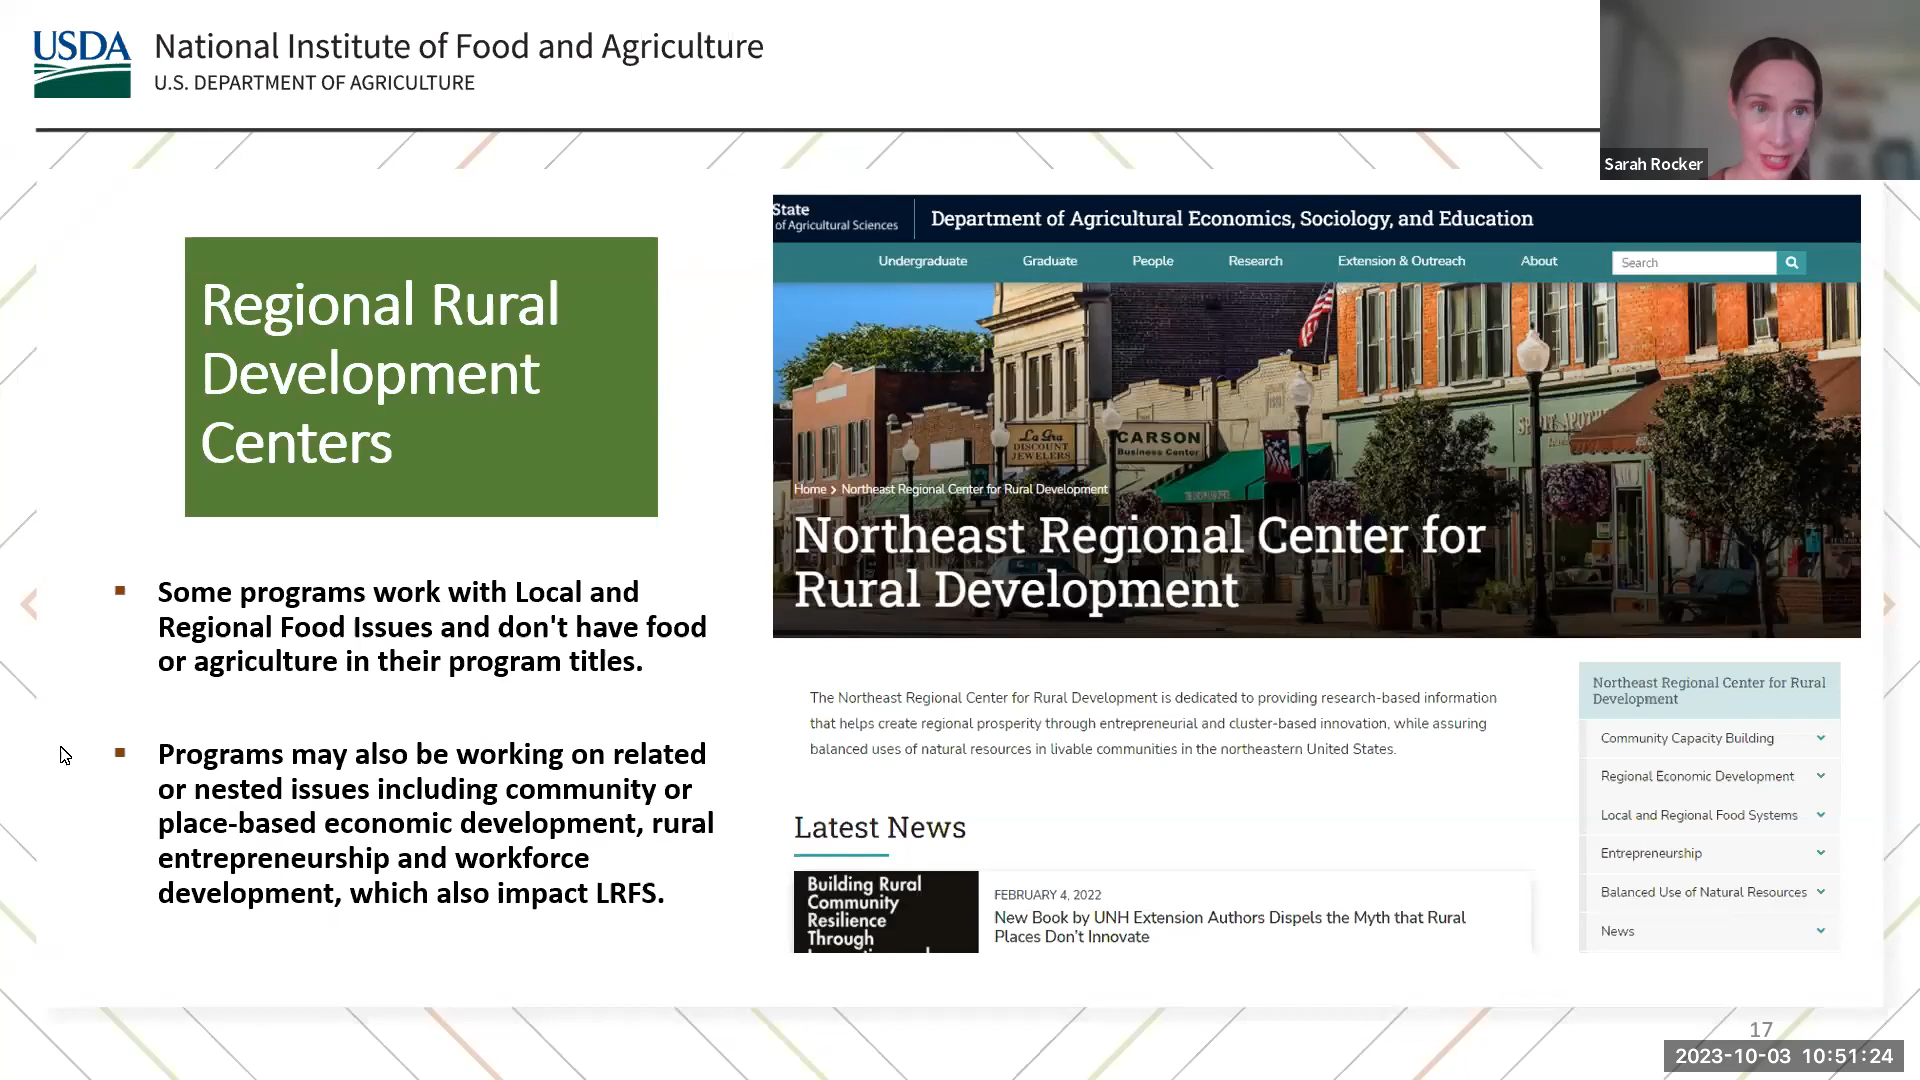 USDA
National Institute of Food and Agriculture
U.S. DEPARTMENT OF AGRICULTURE
Sarah Rocker
Regional Rural
Development
Centers
Some programs work with Local and
Regional Food Issues and don't have food
or agriculture in their program titles.
Programs may also be working on related
or nested issues including community or
place-based economic development, rural
entrepreneurship and workforce
development, which also impact LRFS.
State
of Agricultural Sciences
Department of Agricultural Economics, Sociology, and Education
Undergraduate Graduate People Research Extension & Outreach About Search
DISCOUNT
JEWELERS
CARSON
Business Center
Home > Northeast Regional Center for Rural Development
Northeast Regional Center for
Rural Development
The Northeast Regional Center for Rural Development is dedicated to providing research-based information
that helps create regional prosperity through entrepreneurial and cluster-based innovation, while assuring
balanced uses of natural resources in livable communities in the northeastern United States.
Latest News
Building Rural
Community
Resilience
Through
FEBRUARY 4, 2022
New Book by UNH Extension Authors Dispels the Myth that Rural
Places Don't Innovate
Northeast Regional Center for Rural
Development
Community Capacity Building
Regional Economic Development
Local and Regional Food Systems
Entrepreneurship
Balanced Use of Natural Resources
News
17
2023-10-03 10:51:24